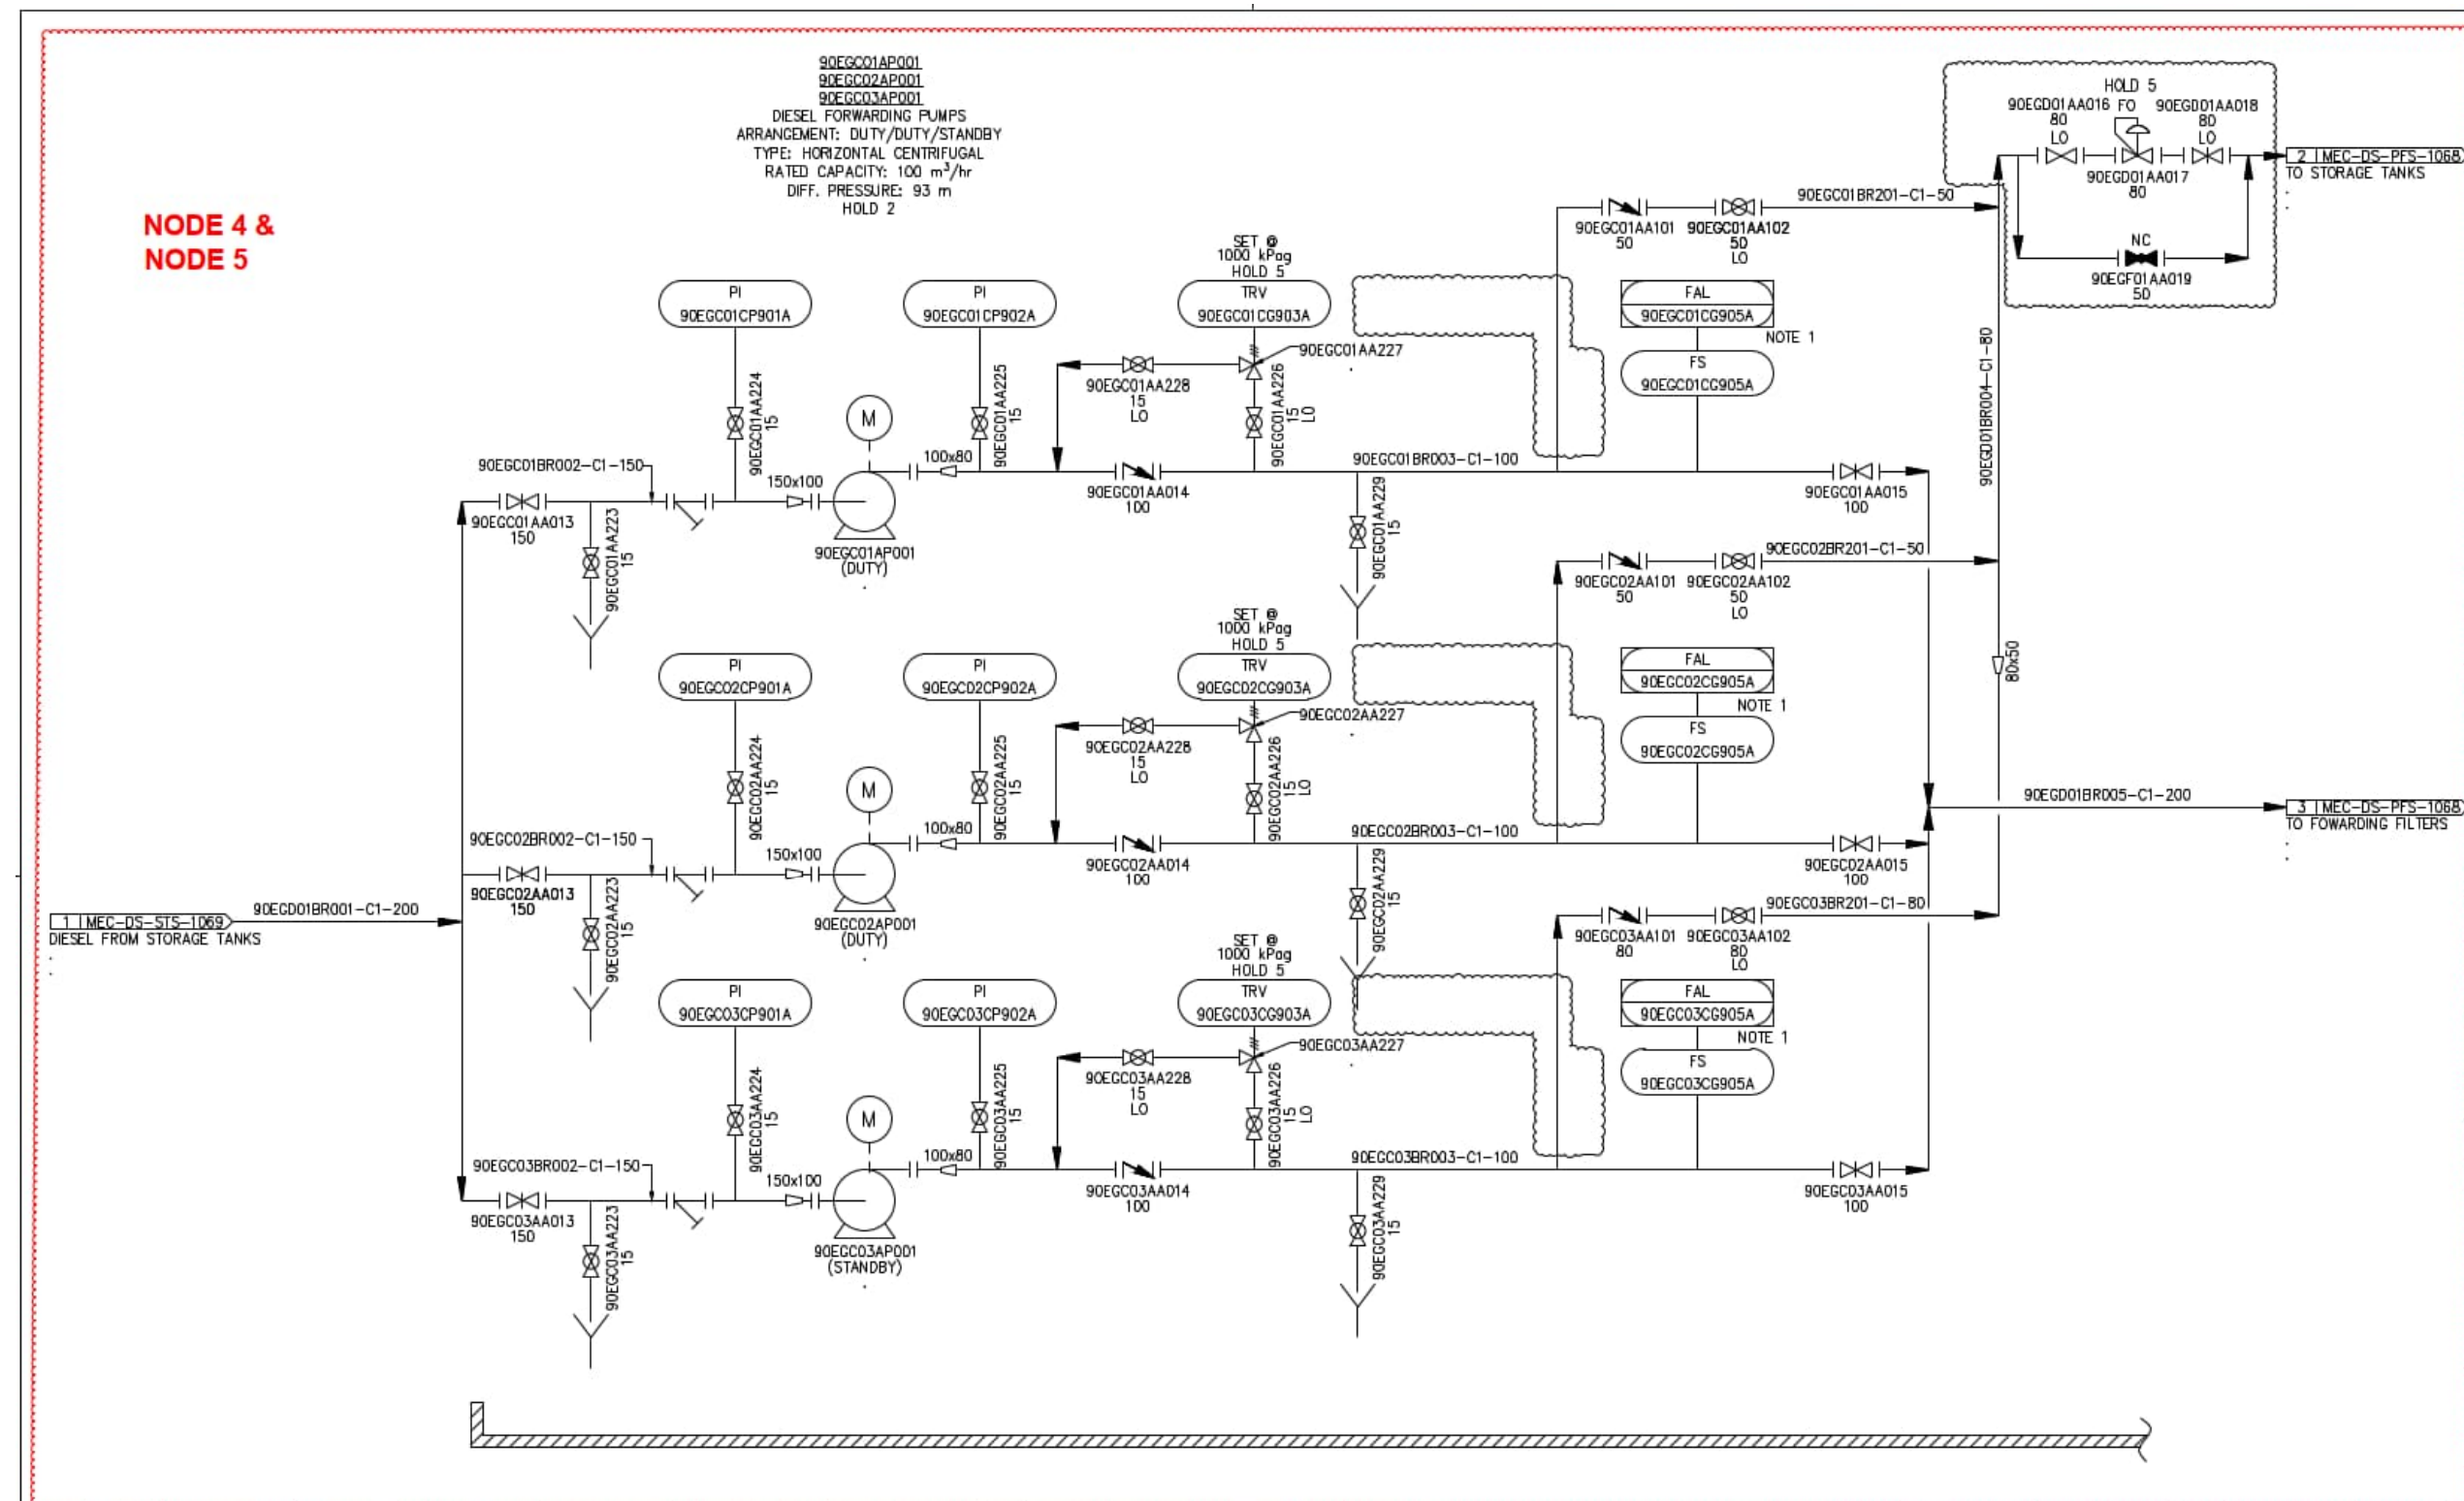 90EGC01AP001
90EGC02AP001
90EGC03AP001
DIESEL FORWARDING PUMPS
ARRANGEMENT: DUTY/DUTY/STANDBY
TYPE: HORIZONTAL CENTRIFUGAL
RATED CAPACITY: 100 m³/hr
DIFF. PRESSURE: 93 m
HOLD 2
NODE 4 &
NODE 5
HOLD 5
90EGD01AA016 FO 90EGD01AA018
80
LO
80
LO
90EGD01AA017
80
NC
90EGF01AA019
50
2 MEC-DS-PFS-1068
TO STORAGE TANKS
90EGD01BR004-C1-80
80x50
90EGC01BR201-C1-50
90EGC01AA101
50
90EGC01AA102
50
LO
SET @
1000 kPag
HOLD 5
TRV
90EGC01CG903A
90EGC01AA227
PI
90EGC01CP901A
PI
90EGC01CP902A
FAL
90EGC01CG905A
NOTE 1
FS
90EGC01CG905A
90EGC01AA224
15
M
90EGC01AA225
15
90EGC01AA228
15
LO
90EGC01AA226
15
LO
90EGC01BR002-C1-150
150x100
100x80
90EGC01BR003-C1-100
90EGC01AA013
150
90EGC01AA223
15
90EGC01AP001
(DUTY)
90EGC01AA014
100
90EGC01AA229
15
90EGC01AA015
100
90EGC02BR201-C1-50
90EGC02AA101
50
90EGC02AA102
50
LO
SET @
1000 kPag
HOLD 5
TRV
90EGC02CG903A
90EGC02AA227
PI
90EGC02CP901A
PI
90EGC02CP902A
FAL
90EGC02CG905A
NOTE 1
FS
90EGC02CG905A
90EGC02AA224
15
M
90EGC02AA225
15
90EGC02AA228
15
LO
90EGC02AA226
15
LO
90EGC02BR002-C1-150
150x100
100x80
90EGC02BR003-C1-100
90EGC02AA013
150
90EGC02AA223
15
90EGC02AP001
(DUTY)
90EGC02AA014
100
90EGC02AA229
15
90EGC02AA015
100
90EGD01BR005-C1-200
3 MEC-DS-PFS-1068
TO FOWARDING FILTERS
1 MEC-DS-STS-1069
DIESEL FROM STORAGE TANKS
90EGD01BR001-C1-200
90EGC03BR201-C1-80
90EGC03AA101
80
90EGC03AA102
80
LO
SET @
1000 kPag
HOLD 5
TRV
90EGC03CG903A
90EGC03AA227
PI
90EGC03CP901A
PI
90EGC03CP902A
FAL
90EGC03CG905A
NOTE 1
FS
90EGC03CG905A
90EGC03AA224
15
M
90EGC03AA225
15
90EGC03AA228
15
LO
90EGC03AA226
15
LO
90EGC03BR002-C1-150
150x100
100x80
90EGC03BR003-C1-100
90EGC03AA013
150
90EGC03AA223
15
90EGC03AP001
(STANDBY)
90EGC03AA014
100
90EGC03AA229
15
90EGC03AA015
100